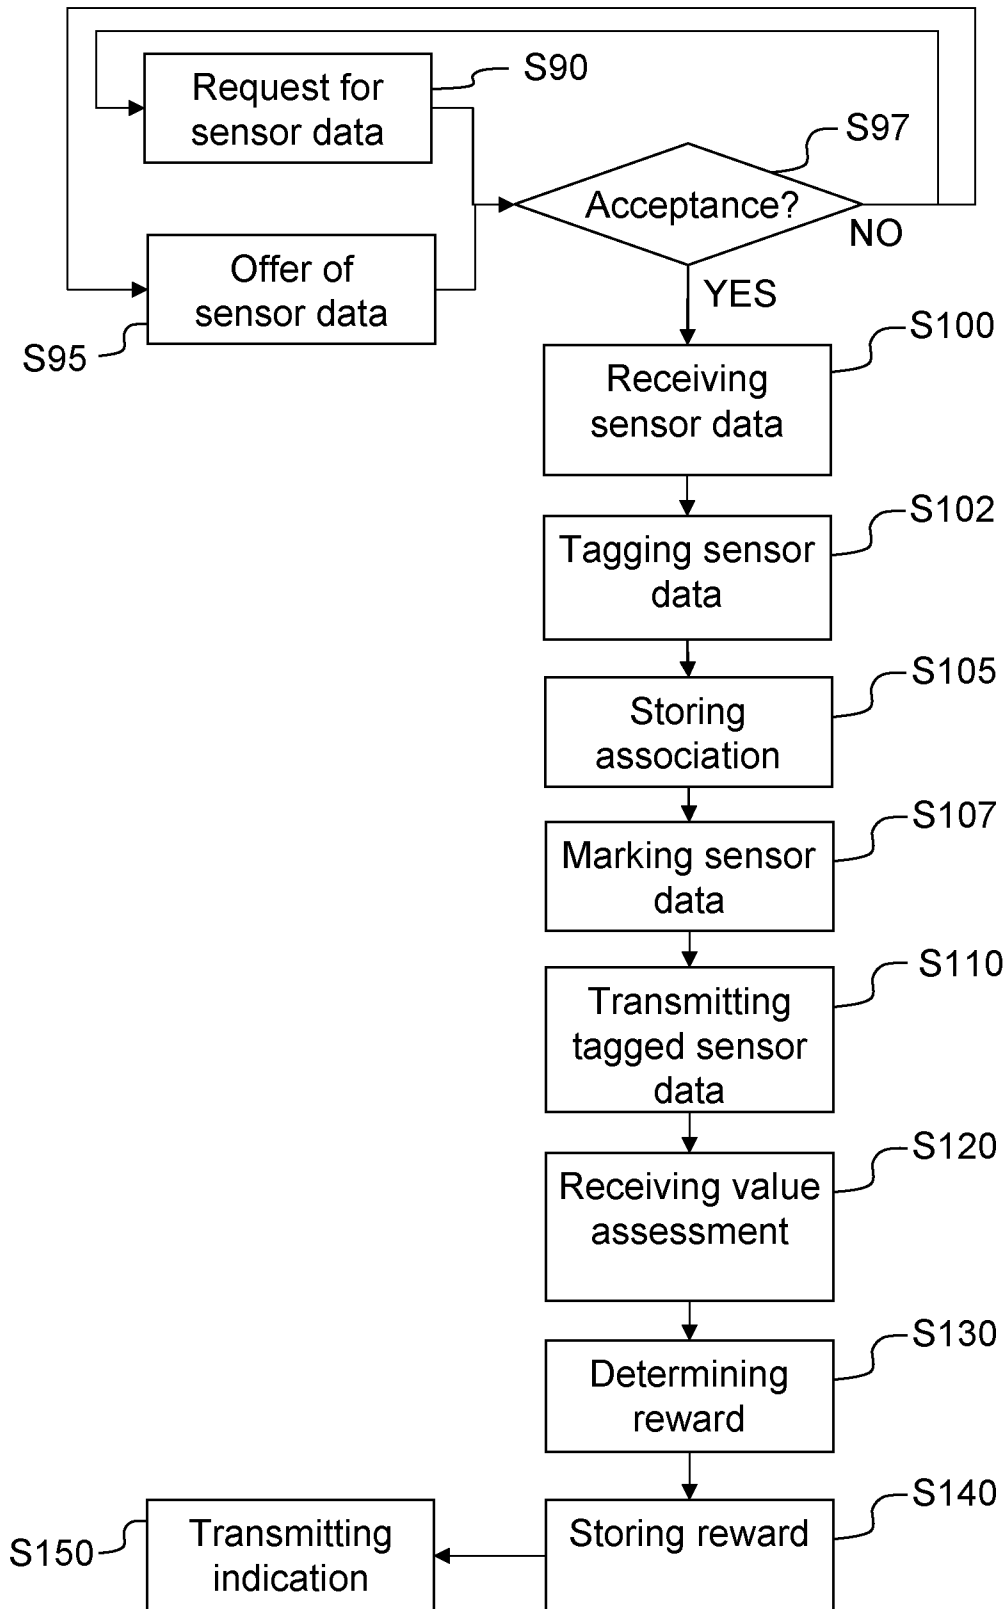 Request for
sensor data
S90
S97
Acceptance?
NO
Offer of
sensor data
S95
YES
S100
Receiving
sensor data
S102
Tagging sensor
data
S105
Storing
association
S107
Marking sensor
data
S110
Transmitting
tagged sensor
data
S120
Receiving value
assessment
S130
Determining
reward
S140
Storing reward
S150
Transmitting
indication